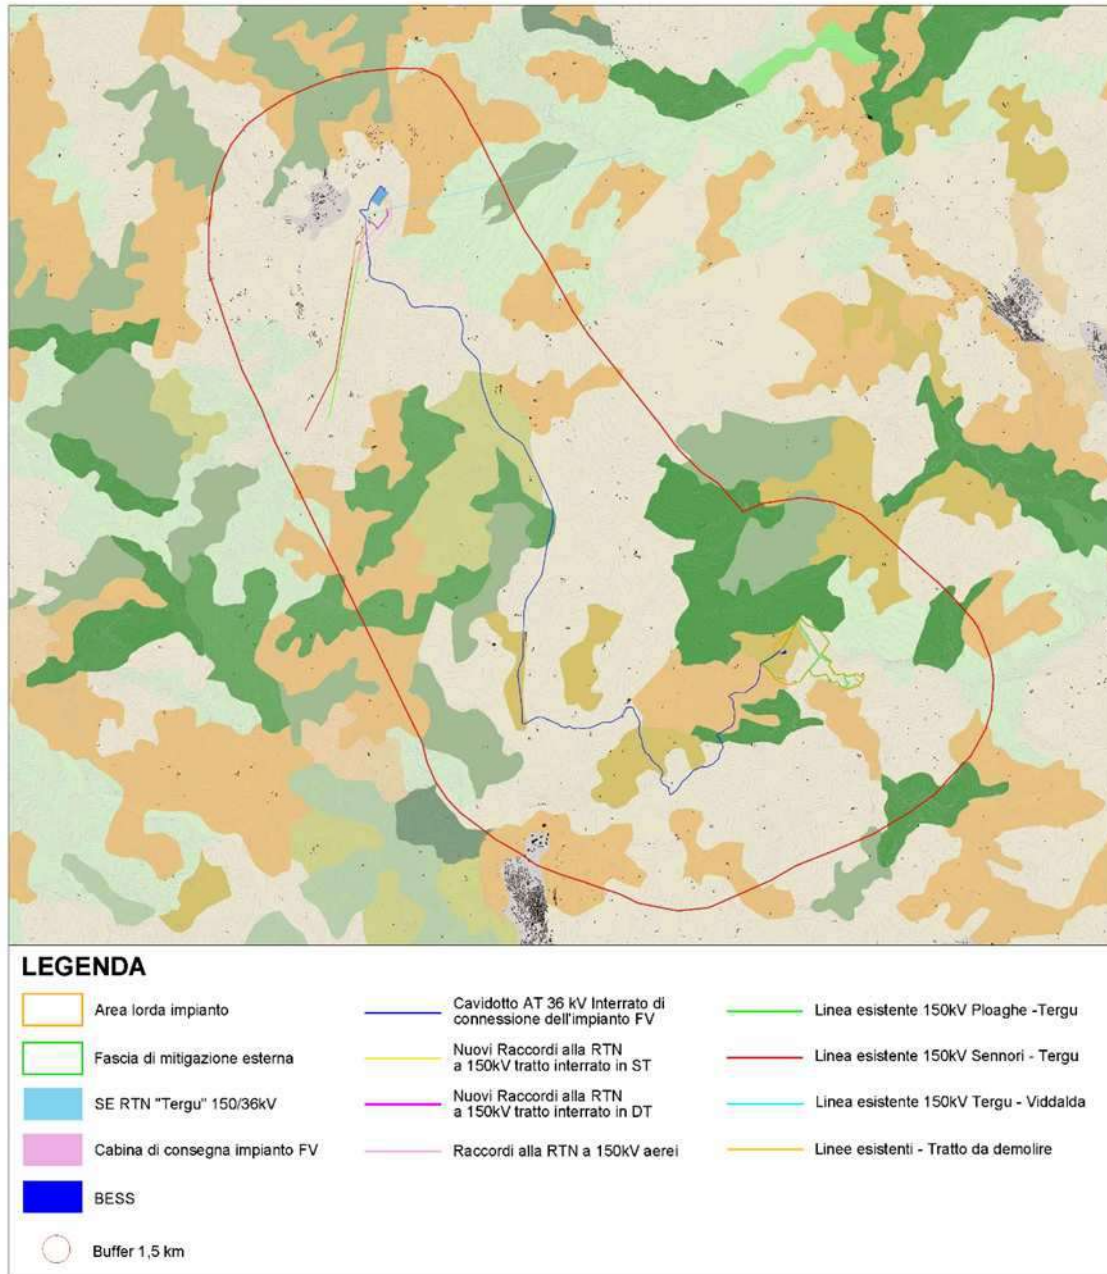 LEGENDA
Area lorda impianto
Fascia di mitigazione esterna
SE RTN "Tergu" 150/36kV
Cabina di consegna impianto FV
BESS
Buffer 1,5 km
Cavidotto AT 36 kV Interrato di
connessione dell'impianto FV
Nuovi Raccordi alla RTN
a 150kV tratto interrato in ST
Nuovi Raccordi alla RTN
a 150kV tratto interrato in DT
Raccordi alla RTN a 150kV aerei
Linea esistente 150kV Ploaghe -Tergu
Linea esistente 150kV Sennori - Tergu
Linea esistente 150kV Tergu - Viddalda
Linee esistenti - Tratto da demolire